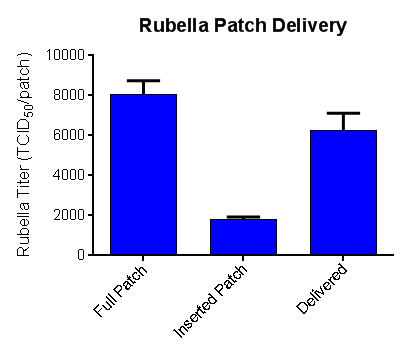 Rubella Patch Delivery
Rubella Titer (TCID50/patch)
10000
8000
6000
4000
2000
0
Full Patch
Inserted Patch
Delivered